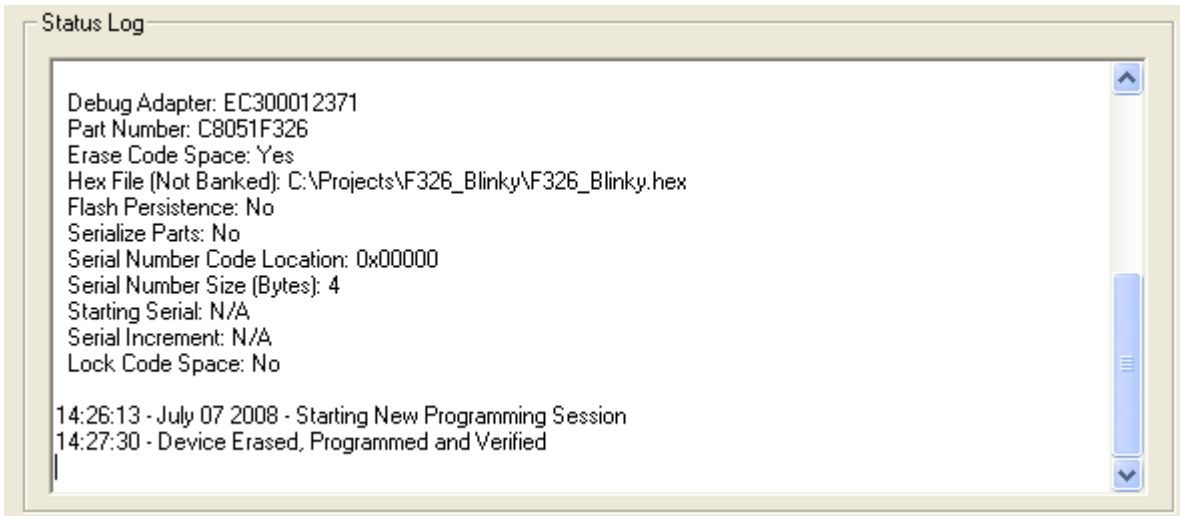 Status Log
Debug Adapter: EC300012371
Part Number: C8051F326
Erase Code Space: Yes
Hex File (Not Banked): C:\Projects\F326_Blinky\F326_Blinky.hex
Flash Persistence: No
Serialize Parts: No
Serial Number Code Location: 0x00000
Serial Number Size (Bytes): 4
Starting Serial: N/A
Serial Increment: N/A
Lock Code Space: No
14:26:13 - July 07 2008 - Starting New Programming Session
14:27:30 - Device Erased, Programmed and Verified